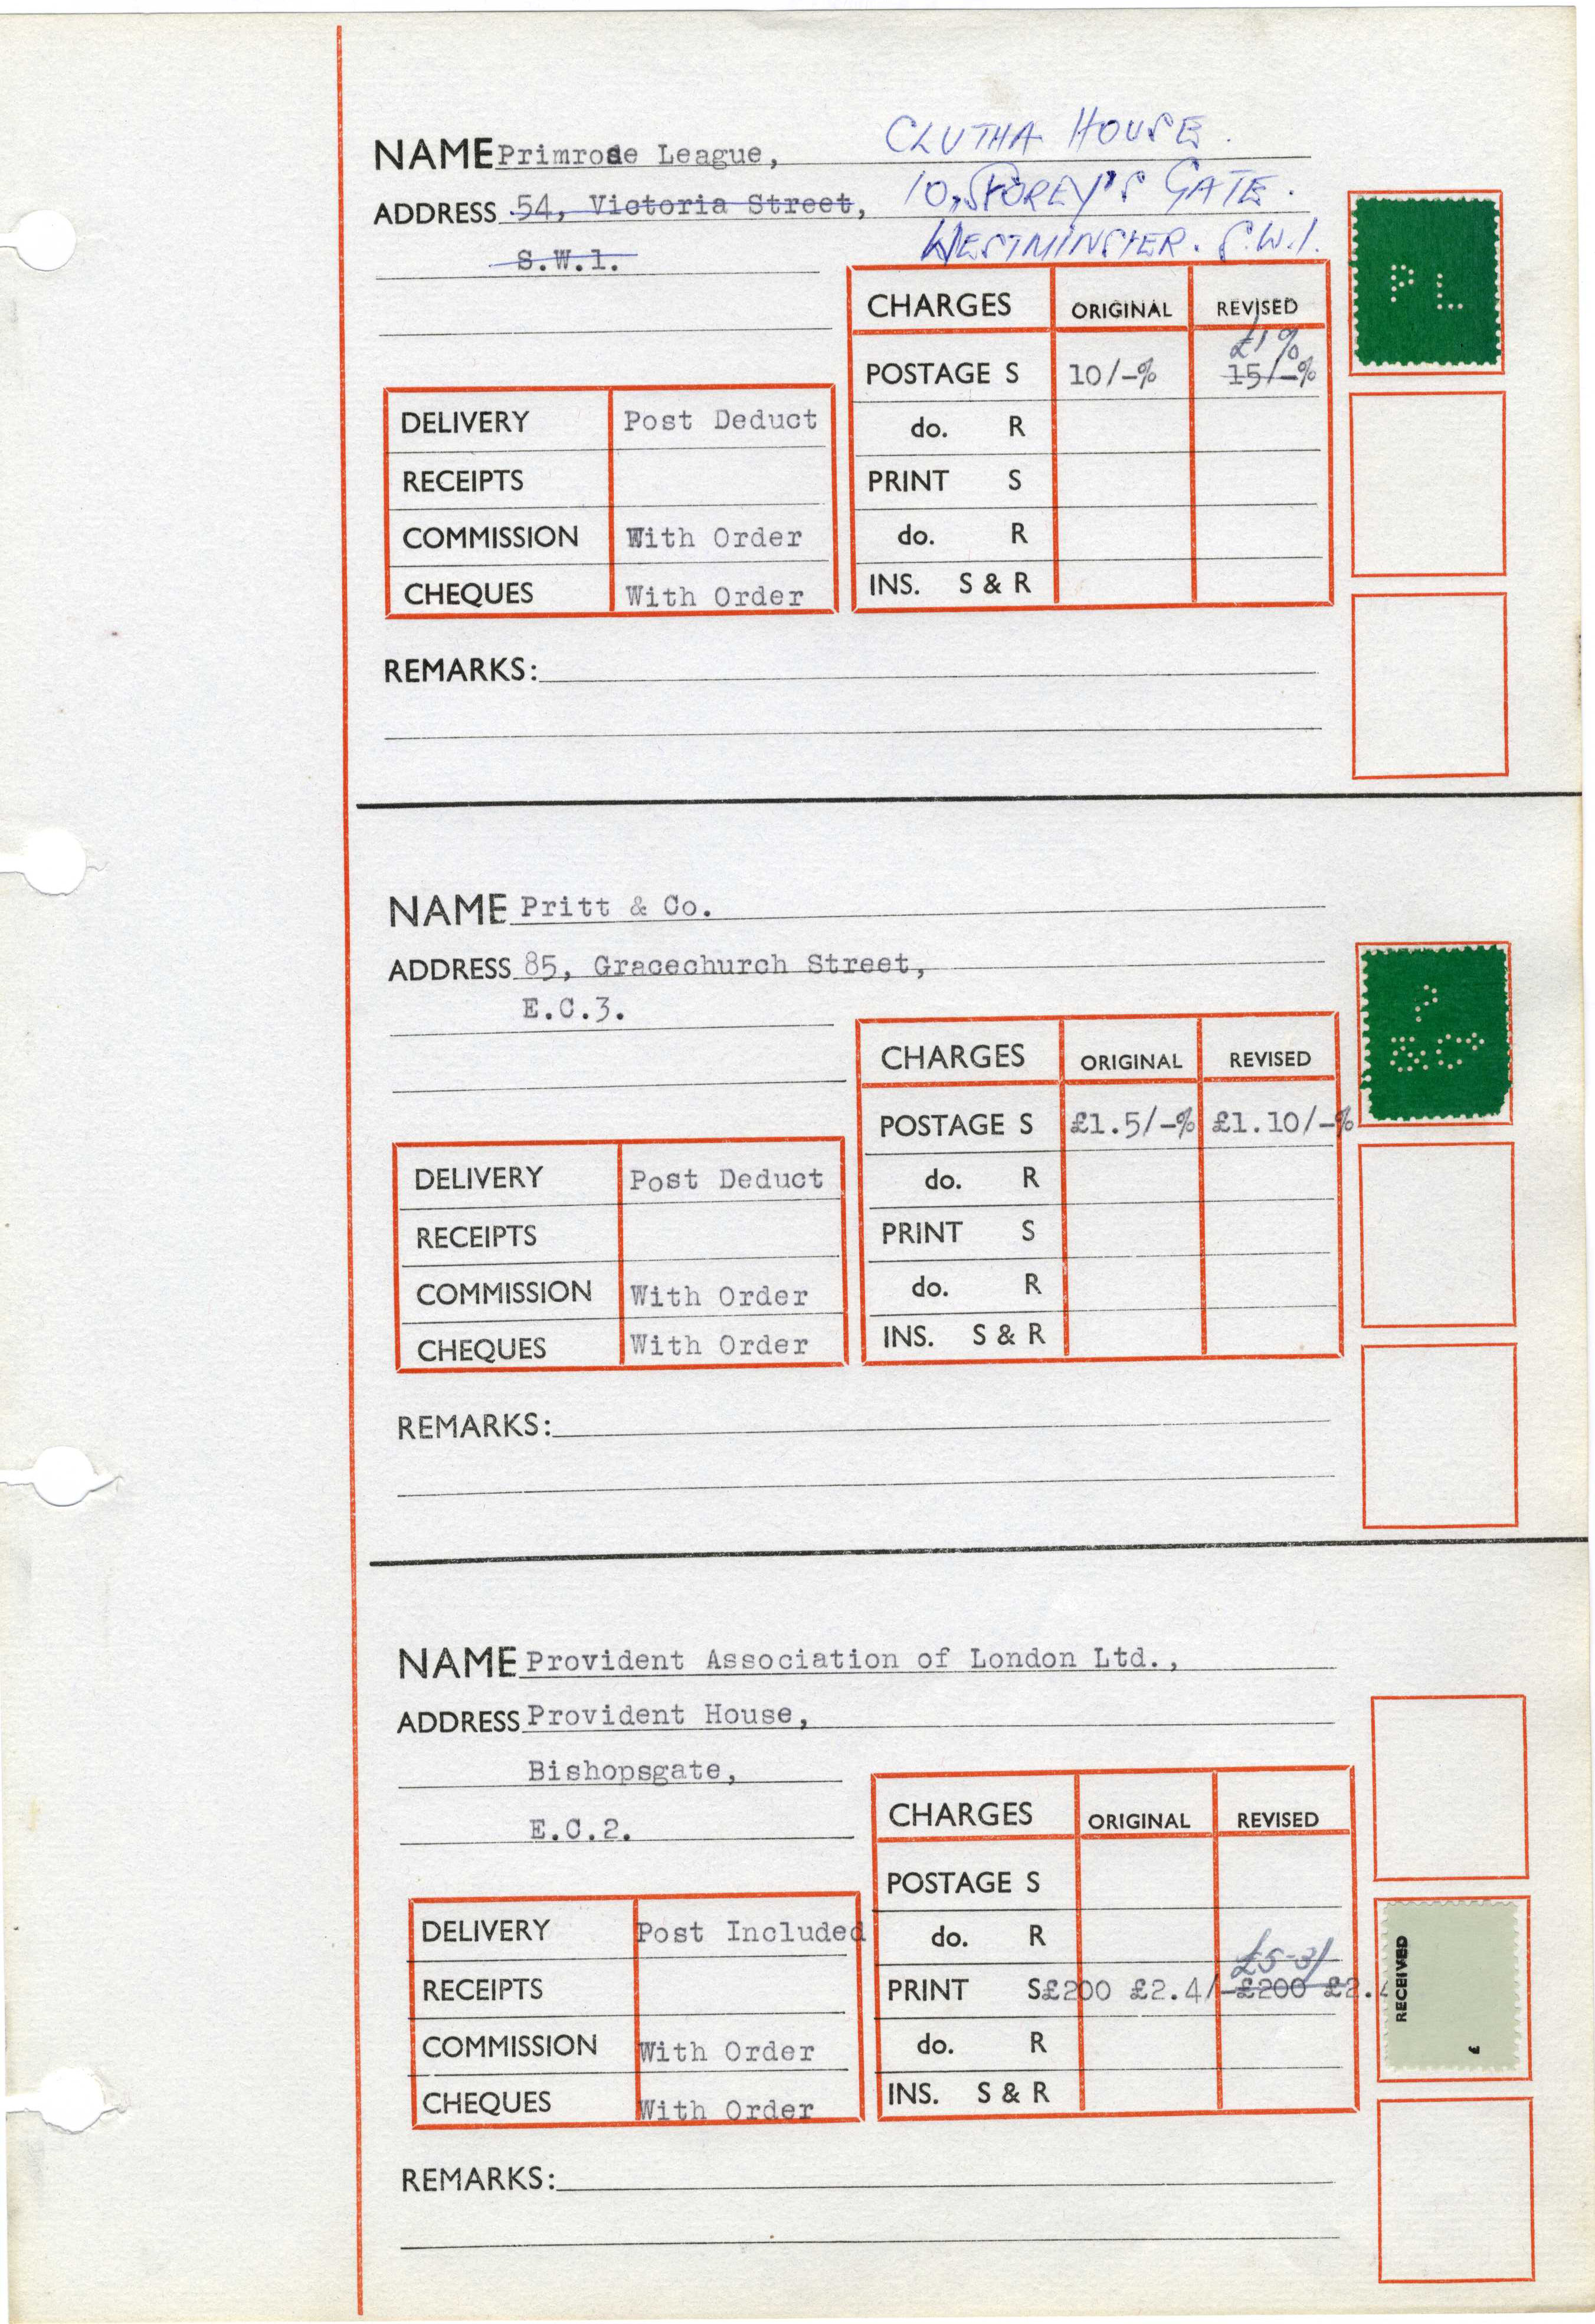 NAME Primrose League,
CLUTHA HOUSE.
ADDRESS 54, Victoria Street,
10, STOREY'S GATE.
S.W.1.
WESTMINSTER. S.W.1.
CHARGES ORIGINAL REVISED
£1%
POSTAGE S 10/-% 15/-%
do. R
PRINT S
do. R
INS. S & R
DELIVERY Post Deduct
RECEIPTS
COMMISSION With Order
CHEQUES With Order
REMARKS:
P L
NAME Pritt & Co.
ADDRESS 85, Gracechurch Street,
E.C.3.
CHARGES ORIGINAL REVISED
POSTAGE S £1.5/-% £1.10/-%
do. R
PRINT S
do. R
INS. S & R
DELIVERY Post Deduct
RECEIPTS
COMMISSION With Order
CHEQUES With Order
REMARKS:
P
&Co
NAME Provident Association of London Ltd.,
ADDRESS Provident House,
Bishopsgate,
E.C.2.
CHARGES ORIGINAL REVISED
POSTAGE S
do. R
£5-3/
PRINT S £200 £2.4/- £200 £2.4
do. R
INS. S & R
DELIVERY Post Included
RECEIPTS
COMMISSION With Order
CHEQUES With Order
REMARKS:
RECEIVED
£